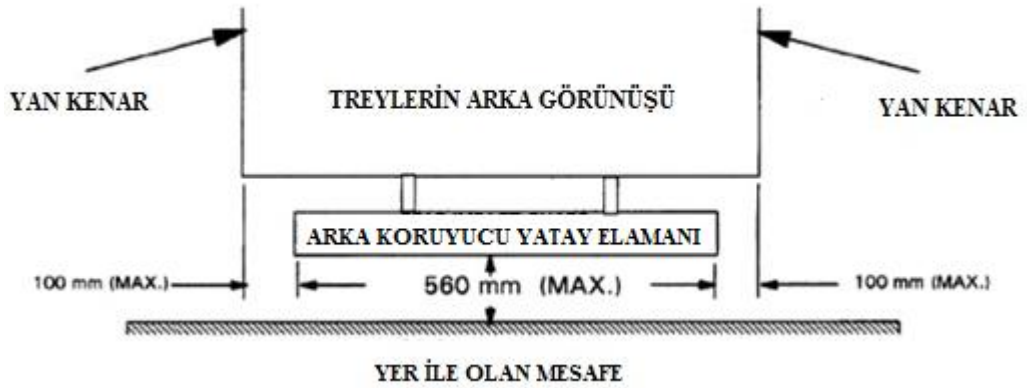 YAN KENAR
TREYLERİN ARKA GÖRÜNÜŞÜ
YAN KENAR
ARKA KORUYUCU YATAY ELAMANI
100 mm (MAX.)
560 mm (MAX.)
100 mm (MAX.)
YER İLE OLAN MESAFE